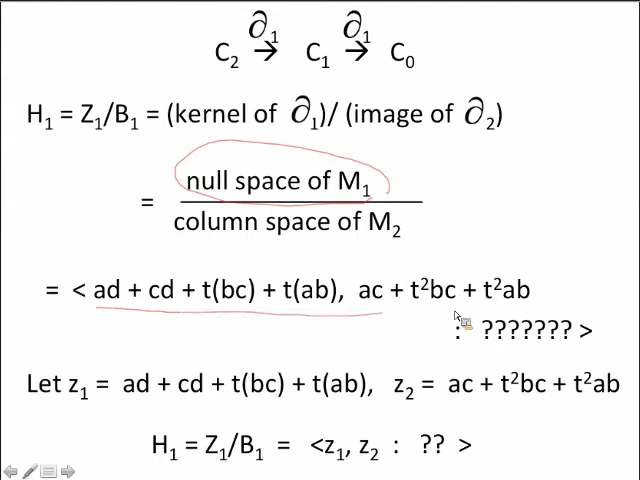 ∂₁ ∂₁
C₂ → C₁ → C₀
H₁ = Z₁/B₁ = (kernel of ∂₁)/ (image of ∂₂)
null space of M₁
=
column space of M₂
= < ad + cd + t(bc) + t(ab), ac + t²bc + t²ab
: ??????? >
Let z₁ = ad + cd + t(bc) + t(ab), z₂ = ac + t²bc + t²ab
H₁ = Z₁/B₁ = <z₁, z₂ : ?? >